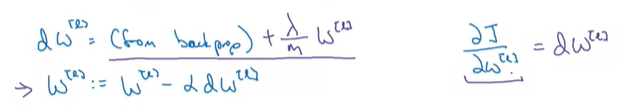 dW^[l] = (from backprop) + λ/m W^[l]
∂J/∂W^[l] = dW^[l]
→ W^[l] := W^[l] - α dW^[l]